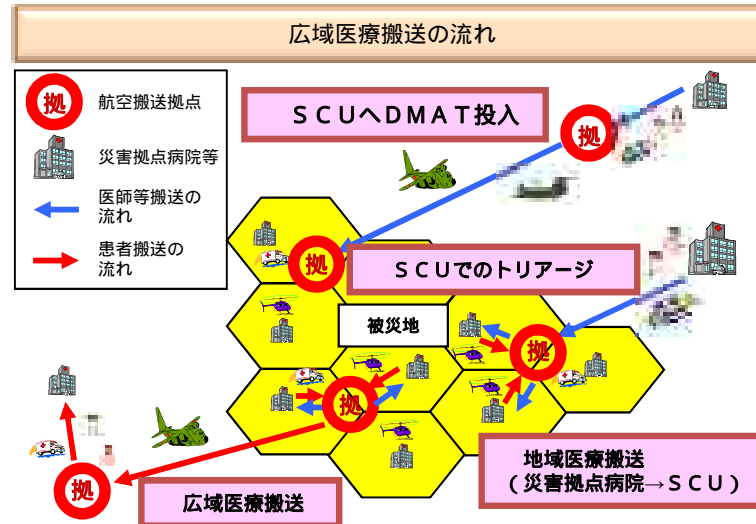 広域医療搬送の流れ
拠
航空搬送拠点
災害拠点病院等
医師等搬送の
流れ
患者搬送の
流れ
ＳＣＵへＤＭＡＴ投入
拠
拠
ＳＣＵでのトリアージ
被災地
拠
拠
拠
広域医療搬送
地域医療搬送
（災害拠点病院→ＳＣＵ）